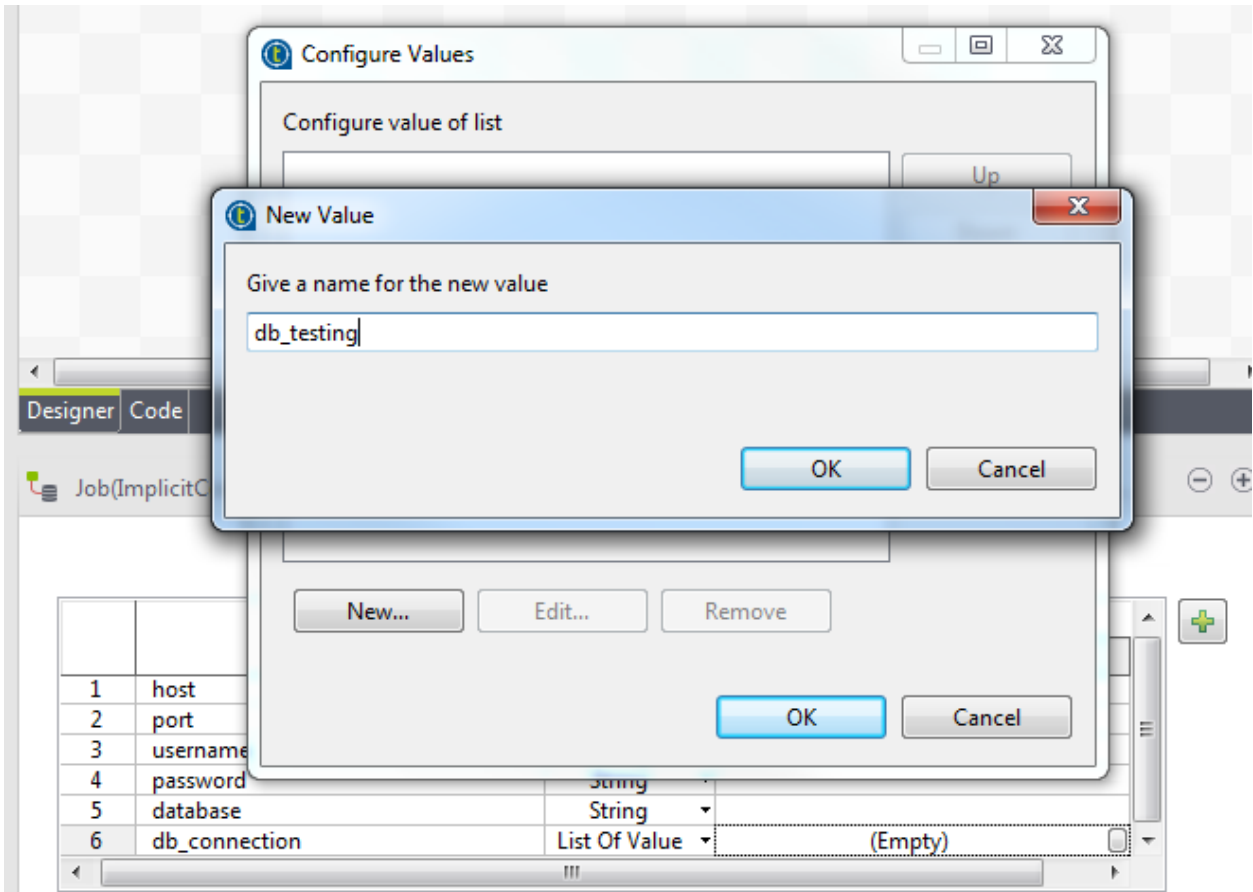 Configure Values
Configure value of list
Up
New Value
Give a name for the new value
db_testing
OK Cancel
Designer Code
Job(ImplicitC
New... Edit... Remove
OK Cancel
1 host
2 port
3 username
4 password String
5 database String
6 db_connection List Of Value (Empty)